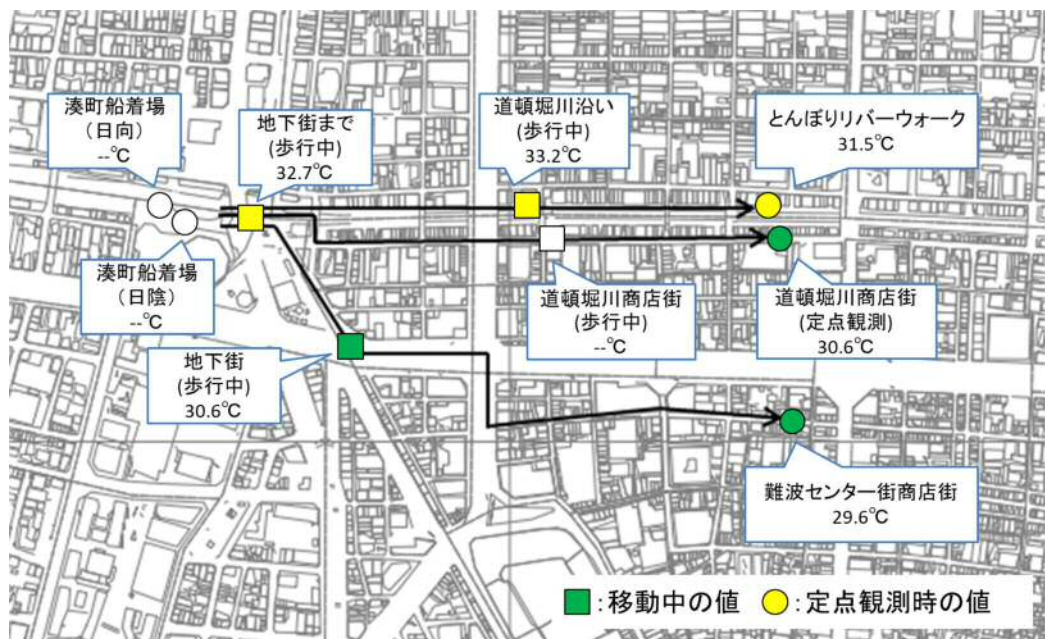 湊町船着場
（日向）
--℃
地下街まで
(歩行中)
32.7℃
道頓堀川沿い
(歩行中)
33.2℃
とんぼりリバーウォーク
31.5℃
湊町船着場
（日陰）
--℃
道頓堀川商店街
(歩行中)
--℃
道頓堀川商店街
(定点観測)
30.6℃
地下街
(歩行中)
30.6℃
難波センター街商店街
29.6℃
:移動中の値 :定点観測時の値